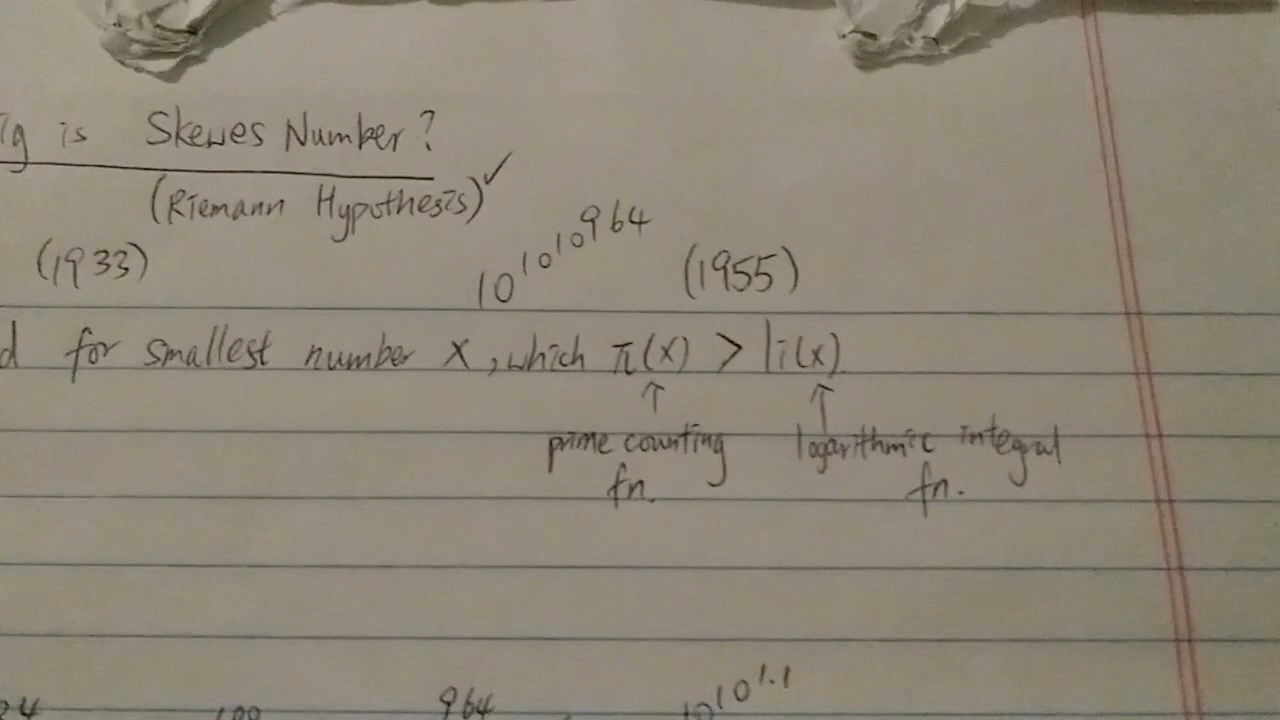 ig is Skewes Number?
(Riemann Hypothesis)✓
(1933) 10^10^10^964 (1955)
d for smallest number x, which π(x) > li(x)
↑ ↑
prime counting fn. logarithmic integral fn.
964 10^10^1.1